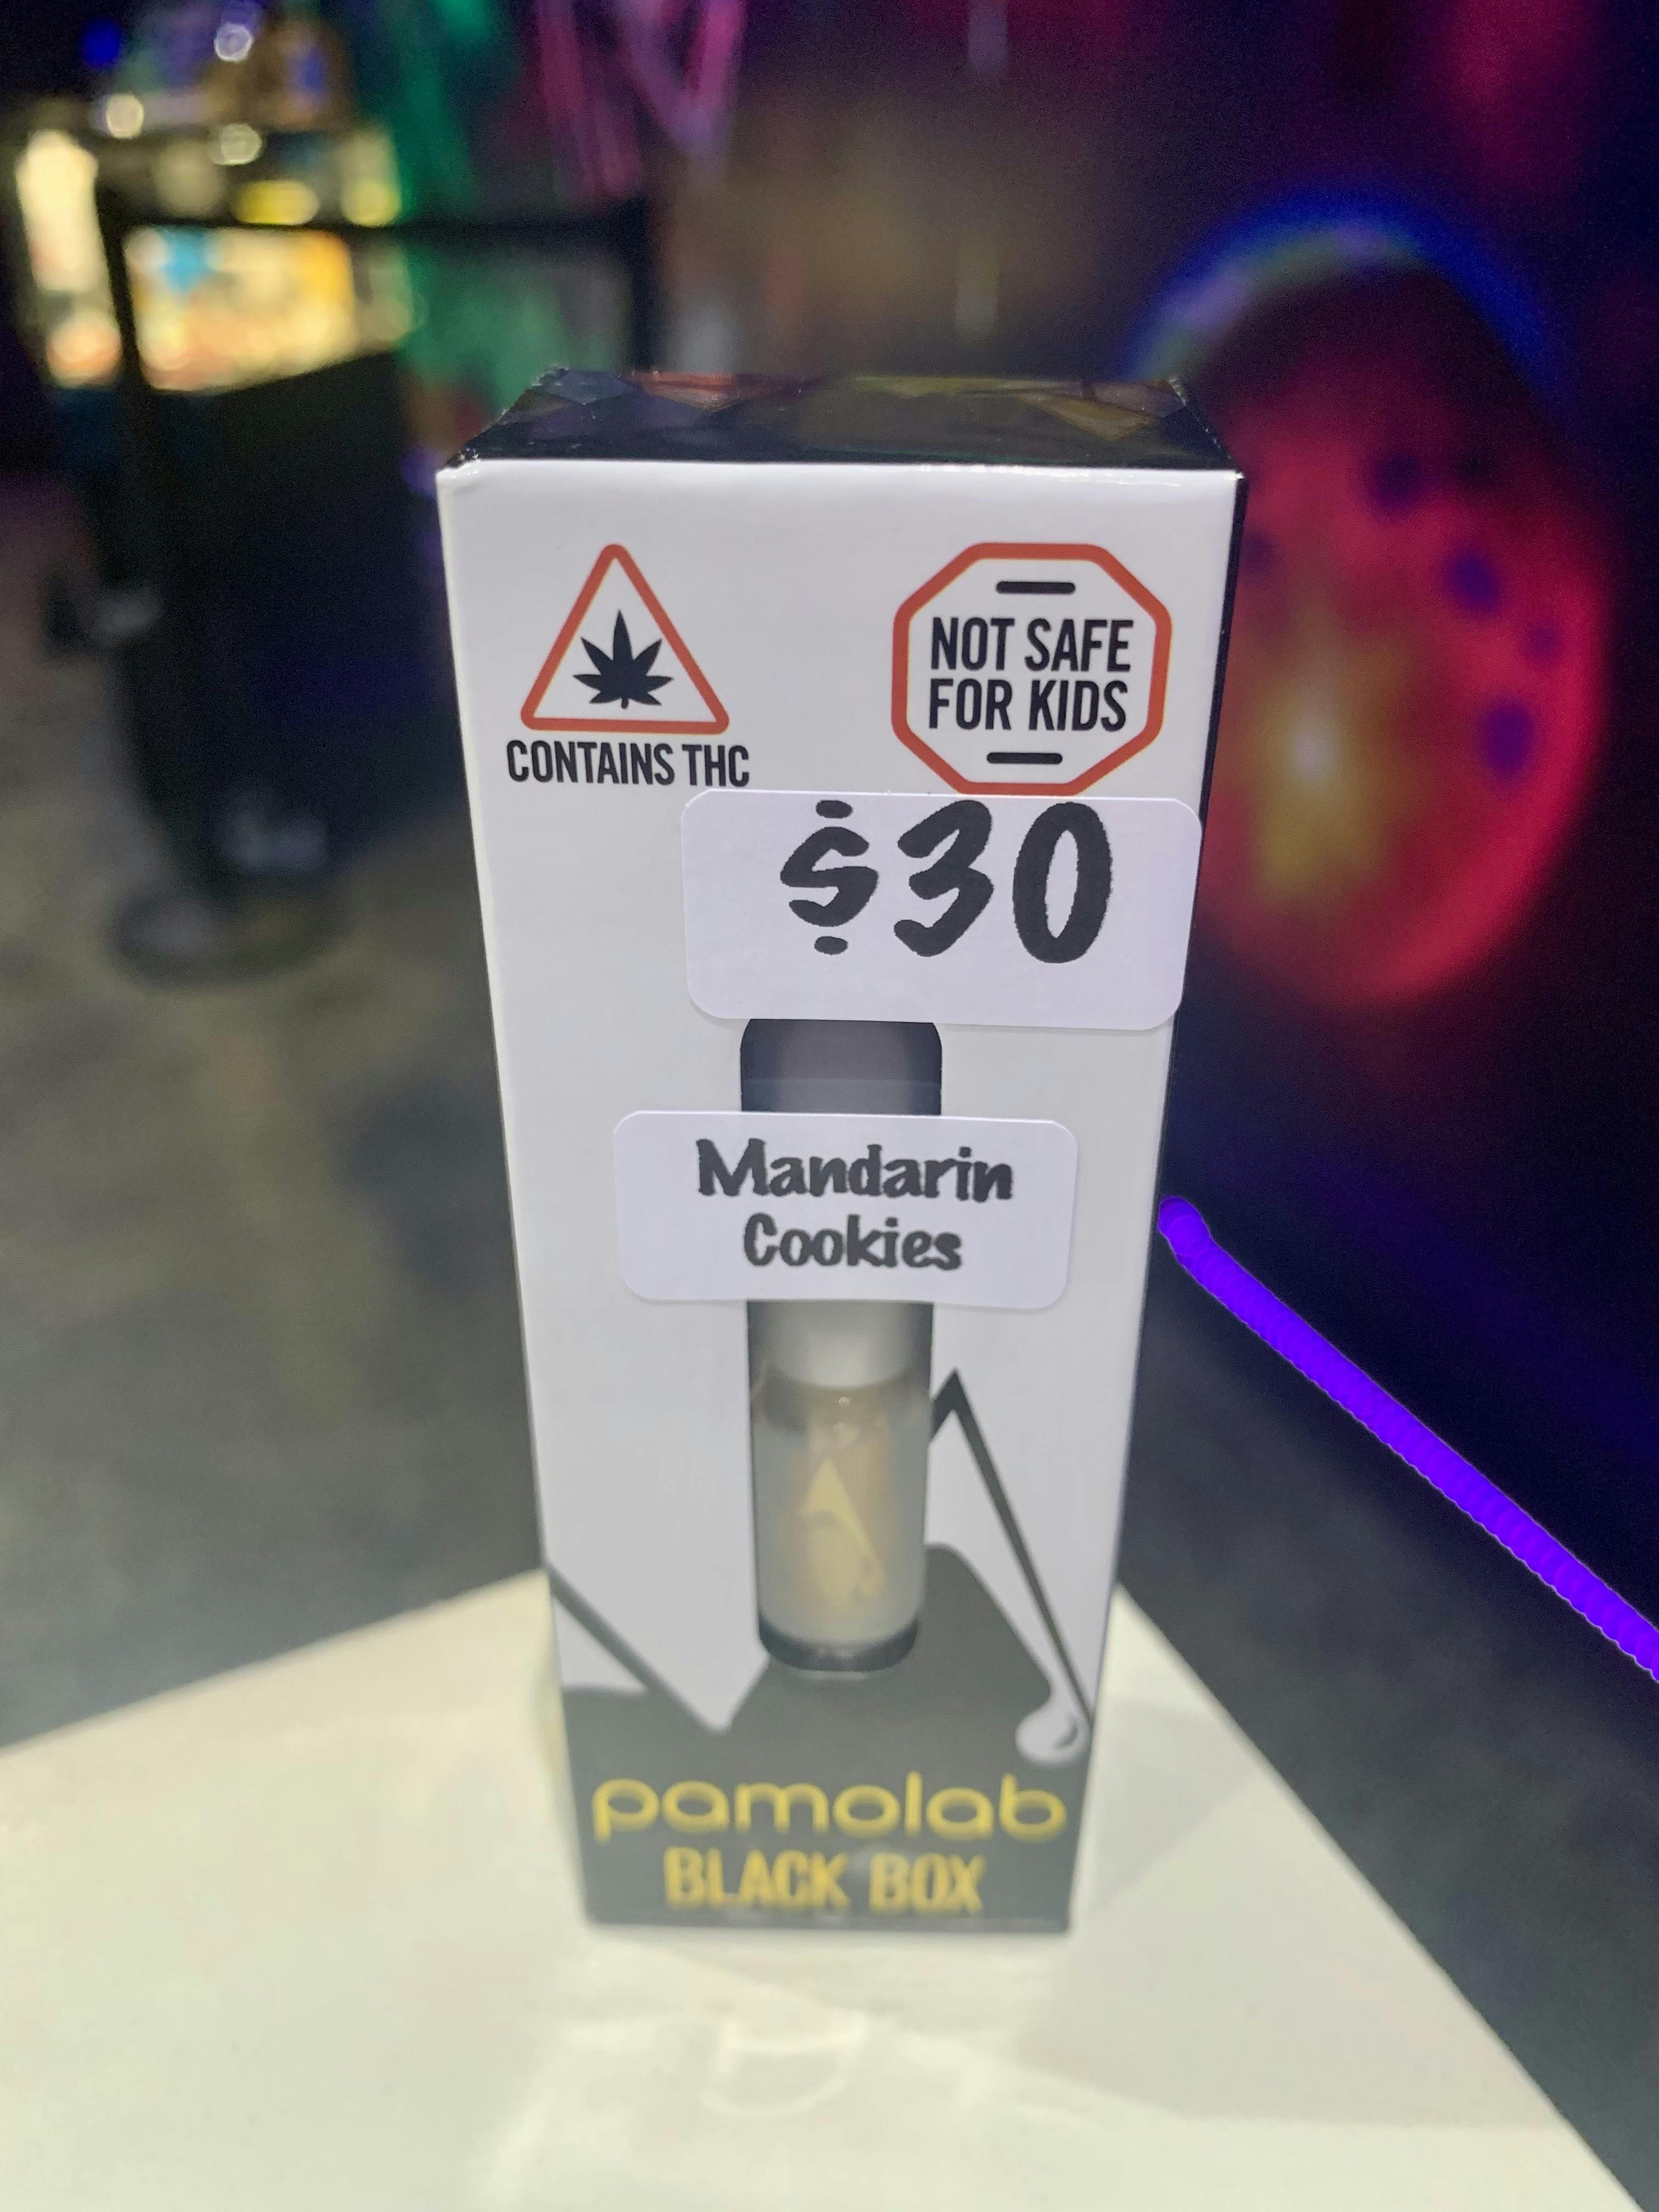 CONTAINS THC
NOT SAFE
FOR KIDS
$30
Mandarin
Cookies
pamolab
BLACK BOX